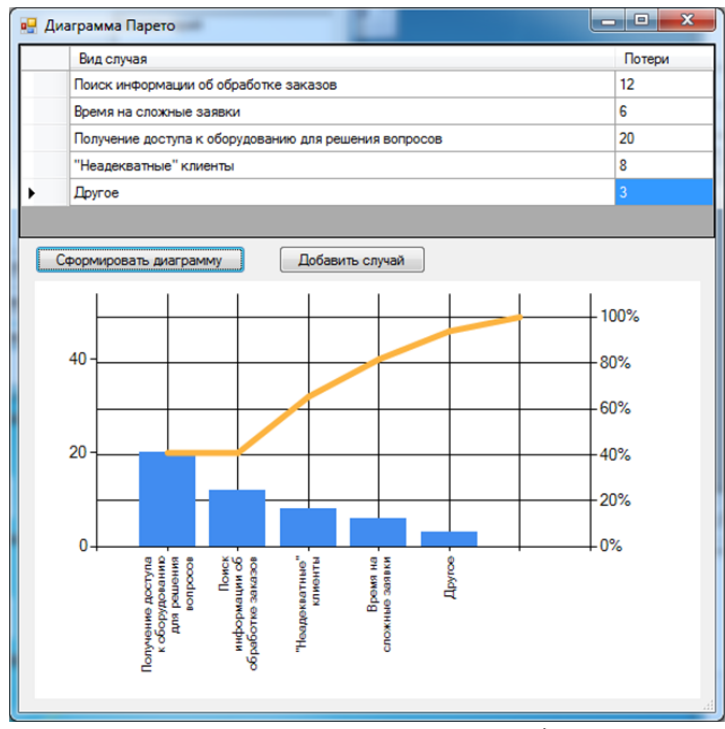 Диаграмма Парето
Вид случая Потери
Поиск информации об обработке заказов 12
Время на сложные заявки 6
Получение доступа к оборудованию для решения вопросов 20
"Неадекватные" клиенты 8
Другое 3
Сформировать диаграмму Добавить случай
100%
40 80%
60%
20 40%
20%
0 0%
Получение доступа
к оборудованию
для решения
вопросов
Поиск
информации об
обработке заказов
"Неадекватные"
клиенты
Время на
сложные заявки
Другое